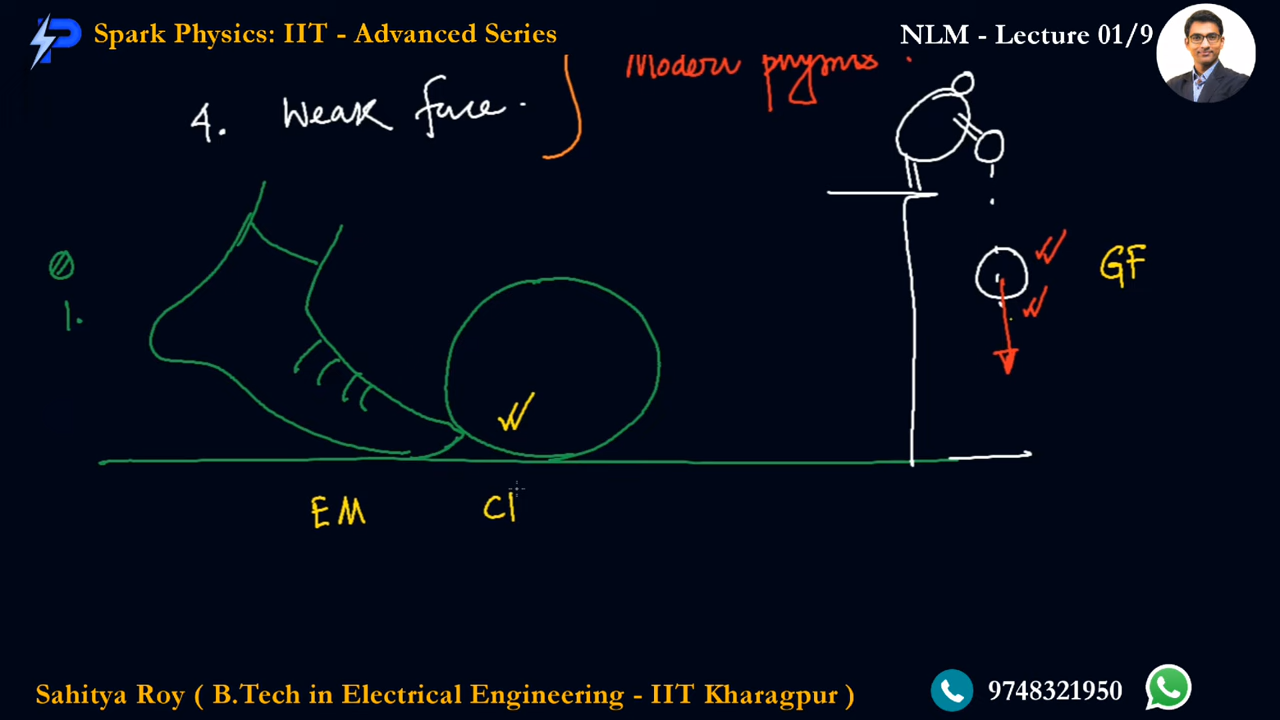 Spark Physics: IIT - Advanced Series
NLM - Lecture 01/9
Modern physics.
4. Weak force.
GF
1.
EM
Cl
Sahitya Roy ( B.Tech in Electrical Engineering - IIT Kharagpur )
9748321950